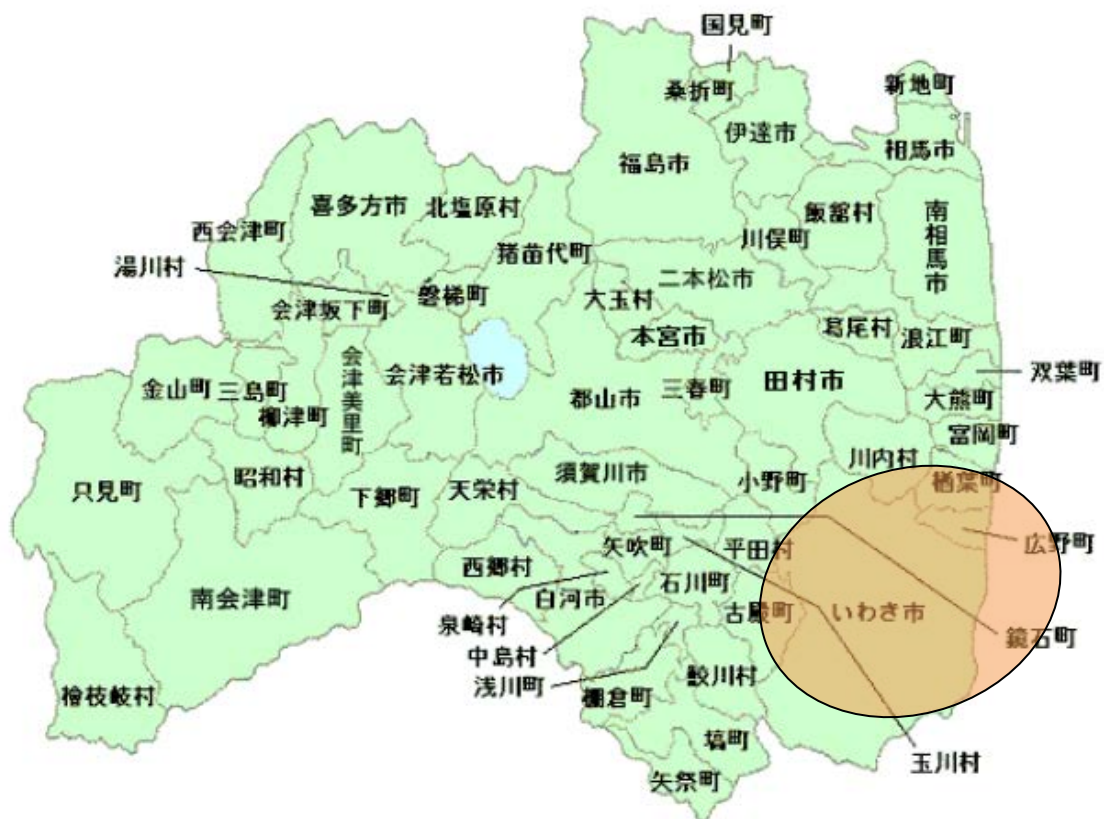 国見町
桑折町
新地町
伊達市
相馬市
福島市
喜多方市
北塩原村
飯舘村
南相馬市
西会津町
川俣町
猪苗代町
湯川村
二本松市
磐梯町
大玉村
会津坂下町
葛尾村
本宮市
浪江町
双葉町
会津若松市
会津美里町
田村市
金山町
三島町
三春町
郡山市
大熊町
柳津町
富岡町
川内村
須賀川市
昭和村
小野町
楢葉町
只見町
下郷町
天栄村
広野町
矢吹町
平田村
西郷村
石川町
南会津町
白河市
古殿町
いわき市
泉崎村
鏡石町
中島村
浅川町
鮫川村
檜枝岐村
棚倉町
塙町
玉川村
矢祭町